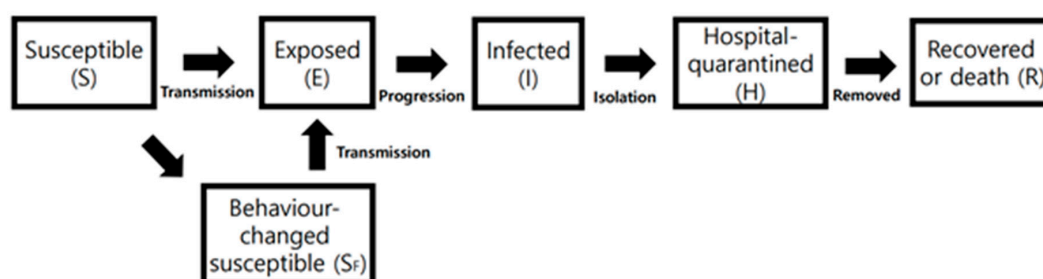 Susceptible
(S)
Transmission
Exposed
(E)
Progression
Infected
(I)
Isolation
Hospital-
quarantined
(H)
Removed
Recovered
or death (R)
Transmission
Behaviour-
changed
susceptible (SF)